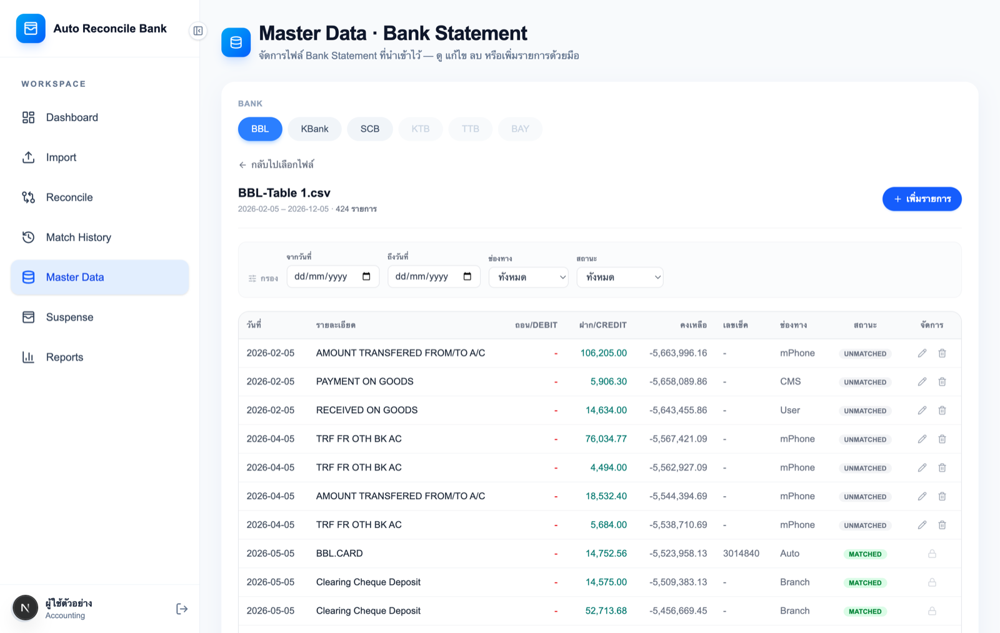 Auto Reconcile Bank
WORKSPACE
Dashboard
Import
Reconcile
Match History
Master Data
Suspense
Reports
N
ผู้ใช้ตัวอย่าง
Accounting
Master Data · Bank Statement
จัดการไฟล์ Bank Statement ที่นำเข้าไว้ — ดู แก้ไข ลบ หรือเพิ่มรายการด้วยมือ
BANK
BBL KBank SCB KTB TTB BAY
← กลับไปเลือกไฟล์
BBL-Table 1.csv
2026-02-05 – 2026-12-05 · 424 รายการ
+ เพิ่มรายการ
กรอง
จากวันที่ ถึงวันที่ ช่องทาง สถานะ
dd/mm/yyyy dd/mm/yyyy ทั้งหมด ทั้งหมด
วันที่ รายละเอียด ถอน/DEBIT ฝาก/CREDIT คงเหลือ เลขเช็ค ช่องทาง สถานะ จัดการ
2026-02-05 AMOUNT TRANSFERED FROM/TO A/C - 106,205.00 -5,663,996.16 - mPhone UNMATCHED
2026-02-05 PAYMENT ON GOODS - 5,906.30 -5,658,089.86 - CMS UNMATCHED
2026-02-05 RECEIVED ON GOODS - 14,634.00 -5,643,455.86 - User UNMATCHED
2026-04-05 TRF FR OTH BK AC - 76,034.77 -5,567,421.09 - mPhone UNMATCHED
2026-04-05 TRF FR OTH BK AC - 4,494.00 -5,562,927.09 - mPhone UNMATCHED
2026-04-05 AMOUNT TRANSFERED FROM/TO A/C - 18,532.40 -5,544,394.69 - mPhone UNMATCHED
2026-04-05 TRF FR OTH BK AC - 5,684.00 -5,538,710.69 - mPhone UNMATCHED
2026-05-05 BBL.CARD - 14,752.56 -5,523,958.13 3014840 Auto MATCHED
2026-05-05 Clearing Cheque Deposit - 14,575.00 -5,509,383.13 - Branch MATCHED
2026-05-05 Clearing Cheque Deposit - 52,713.68 -5,456,669.45 - Branch MATCHED